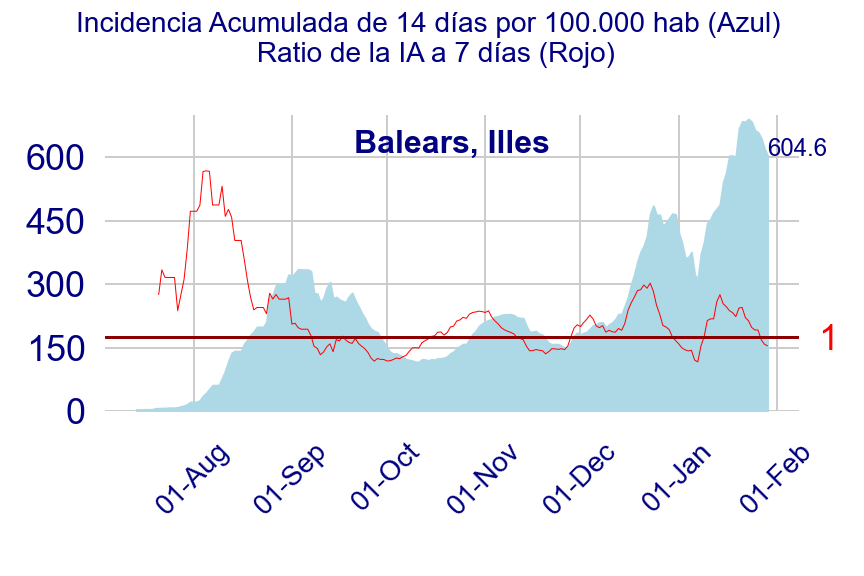 Incidencia Acumulada de 14 días por 100.000 hab (Azul)
Ratio de la IA a 7 días (Rojo)
Balears, Illes
604.6
600
450
300
150
0
1
01-Aug
01-Sep
01-Oct
01-Nov
01-Dec
01-Jan
01-Feb